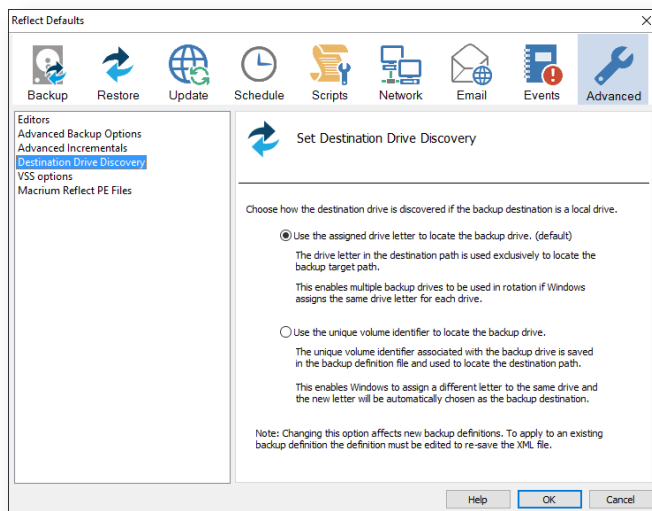 Reflect Defaults
Backup
Restore
Update
Schedule
Scripts
Network
Email
Events
Advanced
Editors
Advanced Backup Options
Advanced Incrementals
Destination Drive Discovery
VSS options
Macrium Reflect PE Files
Set Destination Drive Discovery
Choose how the destination drive is discovered if the backup destination is a local drive.
Use the assigned drive letter to locate the backup drive. (default)
The drive letter in the destination path is used exclusively to locate the
backup target path.
This enables multiple backup drives to be used in rotation if Windows
assigns the same drive letter for each drive.
Use the unique volume identifier to locate the backup drive.
The unique volume identifier associated with the backup drive is saved
in the backup definition file and used to locate the destination path.
This enables Windows to assign a different letter to the same drive and
the new letter will be automatically chosen as the backup destination.
Note: Changing this option affects new backup definitions. To apply to an existing
backup definition the definition must be edited to re-save the XML file.
Help
OK
Cancel